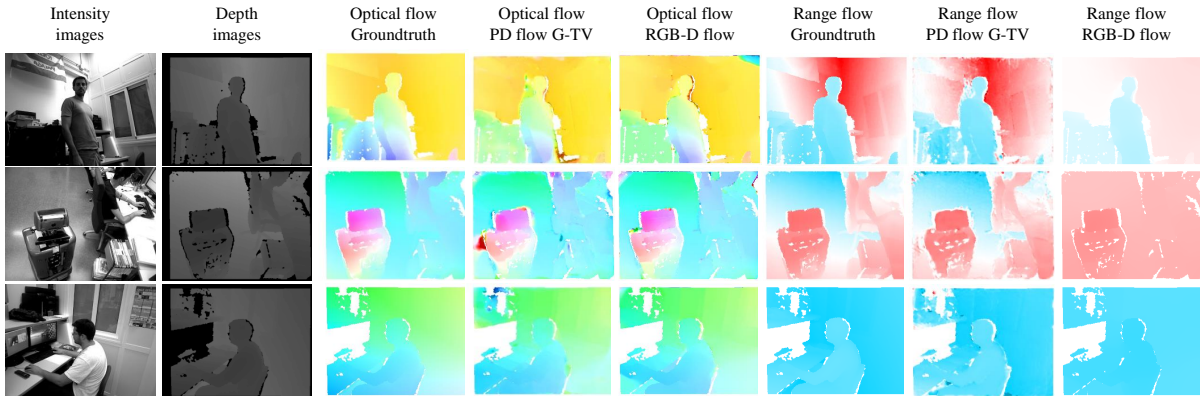 Intensity
images
Depth
images
Optical flow
Groundtruth
Optical flow
PD flow G-TV
Optical flow
RGB-D flow
Range flow
Groundtruth
Range flow
PD flow G-TV
Range flow
RGB-D flow